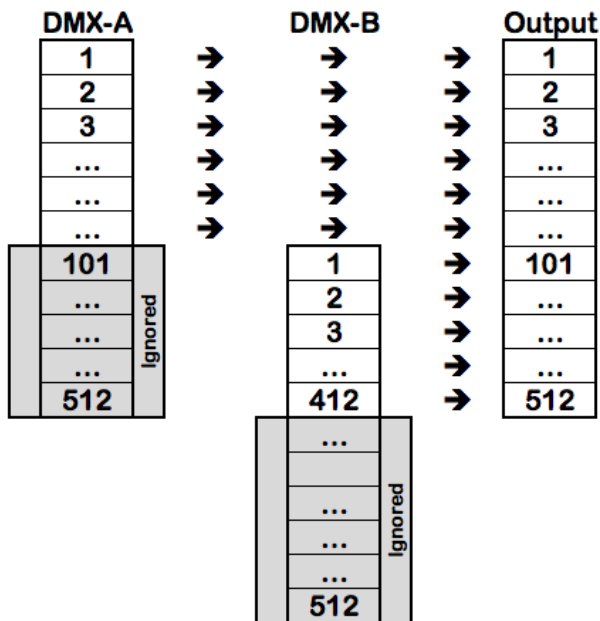 DMX-A DMX-B Output
1 ➔ ➔ ➔ 1
2 ➔ ➔ ➔ 2
3 ➔ ➔ ➔ 3
... ➔ ➔ ➔ ...
... ➔ ➔ ➔ ...
... ➔ ➔ ➔ ...
101 1 ➔ 101
... 2 ➔ ...
... 3 ➔ ...
... ... ➔ ...
512 412 ➔ 512
Ignored
...
...
...
...
512
Ignored